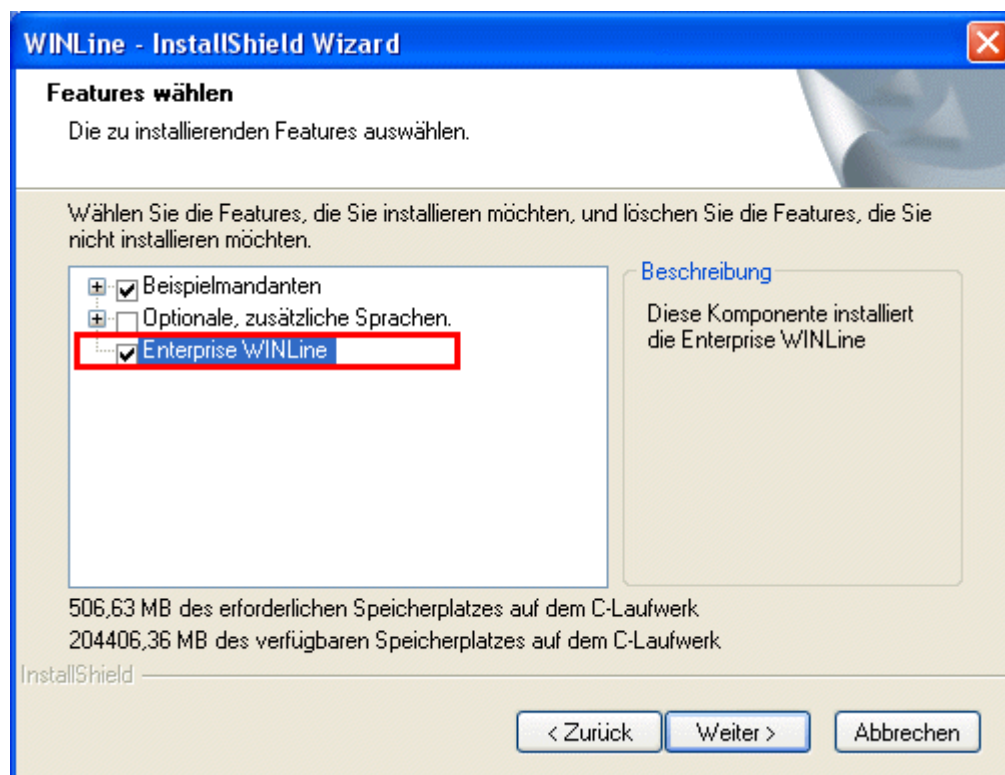 WINLine - InstallShield Wizard
Features wählen
Die zu installierenden Features auswählen.
Wählen Sie die Features, die Sie installieren möchten, und löschen Sie die Features, die Sie
nicht installieren möchten.
Beispielmandanten
Optionale, zusätzliche Sprachen.
Enterprise WINLine
Beschreibung
Diese Komponente installiert
die Enterprise WINLine
506,63 MB des erforderlichen Speicherplatzes auf dem C-Laufwerk
204406,36 MB des verfügbaren Speicherplatzes auf dem C-Laufwerk
InstallShield
< Zurück
Weiter >
Abbrechen